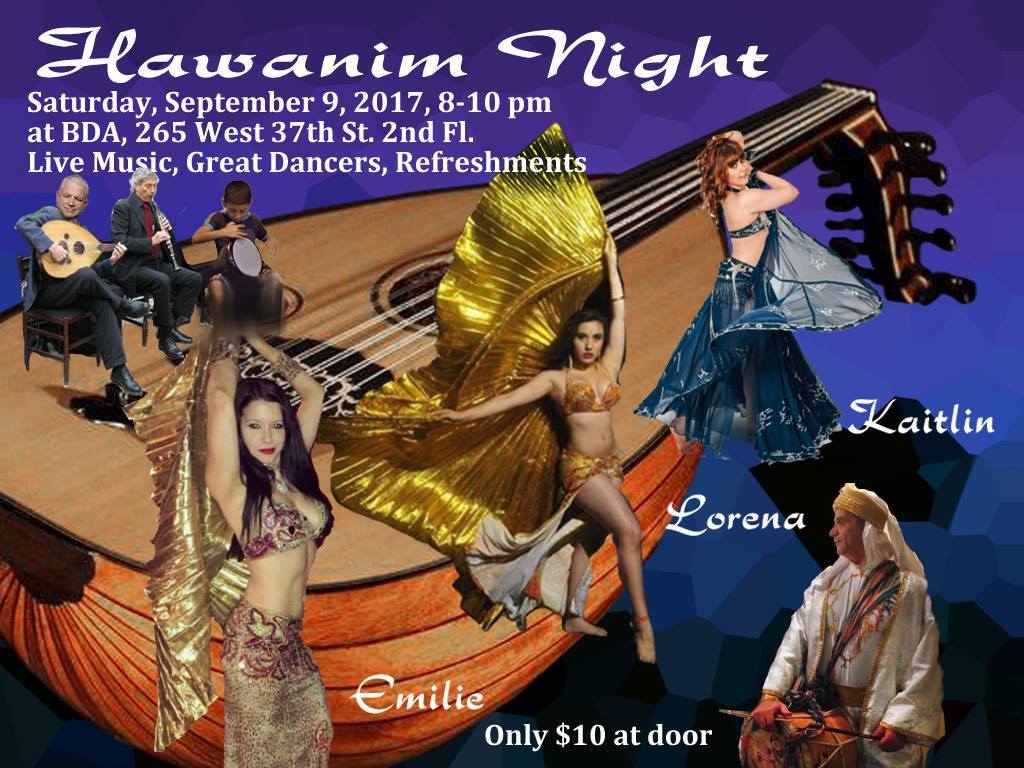 Hawanim Night
Saturday, September 9, 2017, 8-10 pm
at BDA, 265 West 37th St. 2nd Fl.
Live Music, Great Dancers, Refreshments
Kaitlin
Lorena
Emilie
Only $10 at door